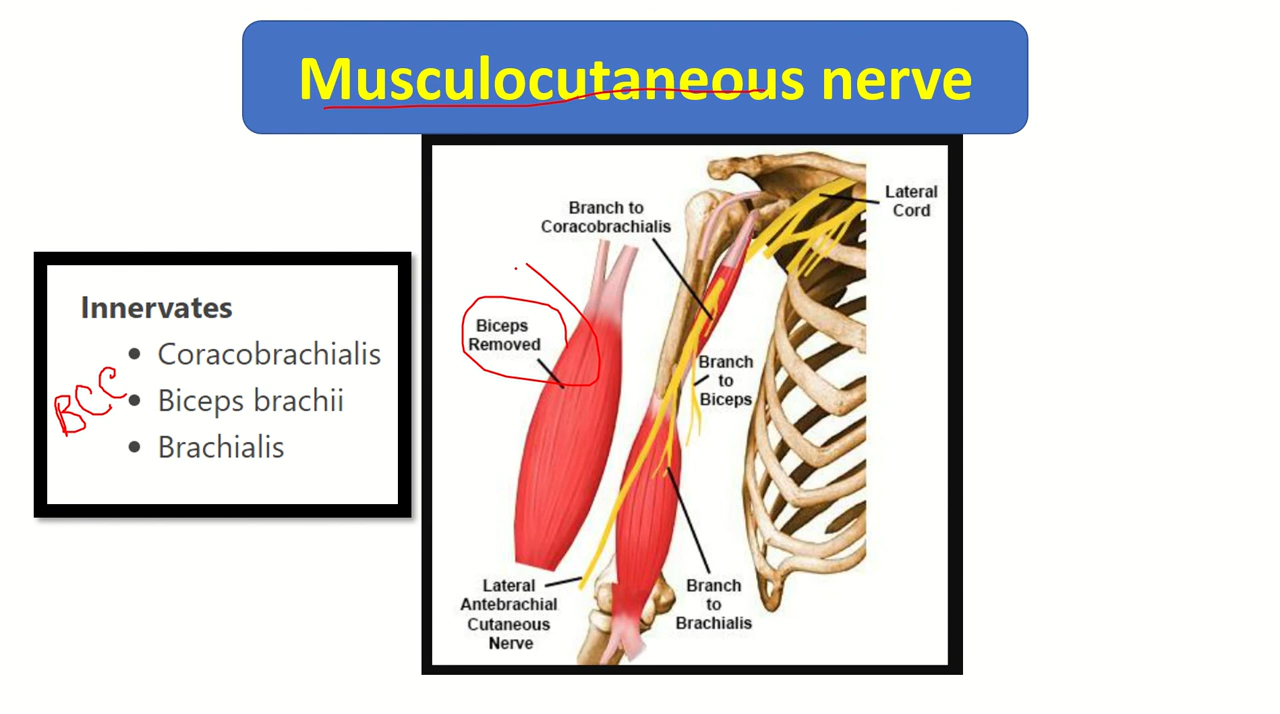 Musculocutaneous nerve
Innervates
• Coracobrachialis
• Biceps brachii
• Brachialis
BCC
Branch to
Coracobrachialis
Lateral
Cord
Biceps
Removed
Branch
to
Biceps
Lateral
Antebrachial
Cutaneous
Nerve
Branch
to
Brachialis